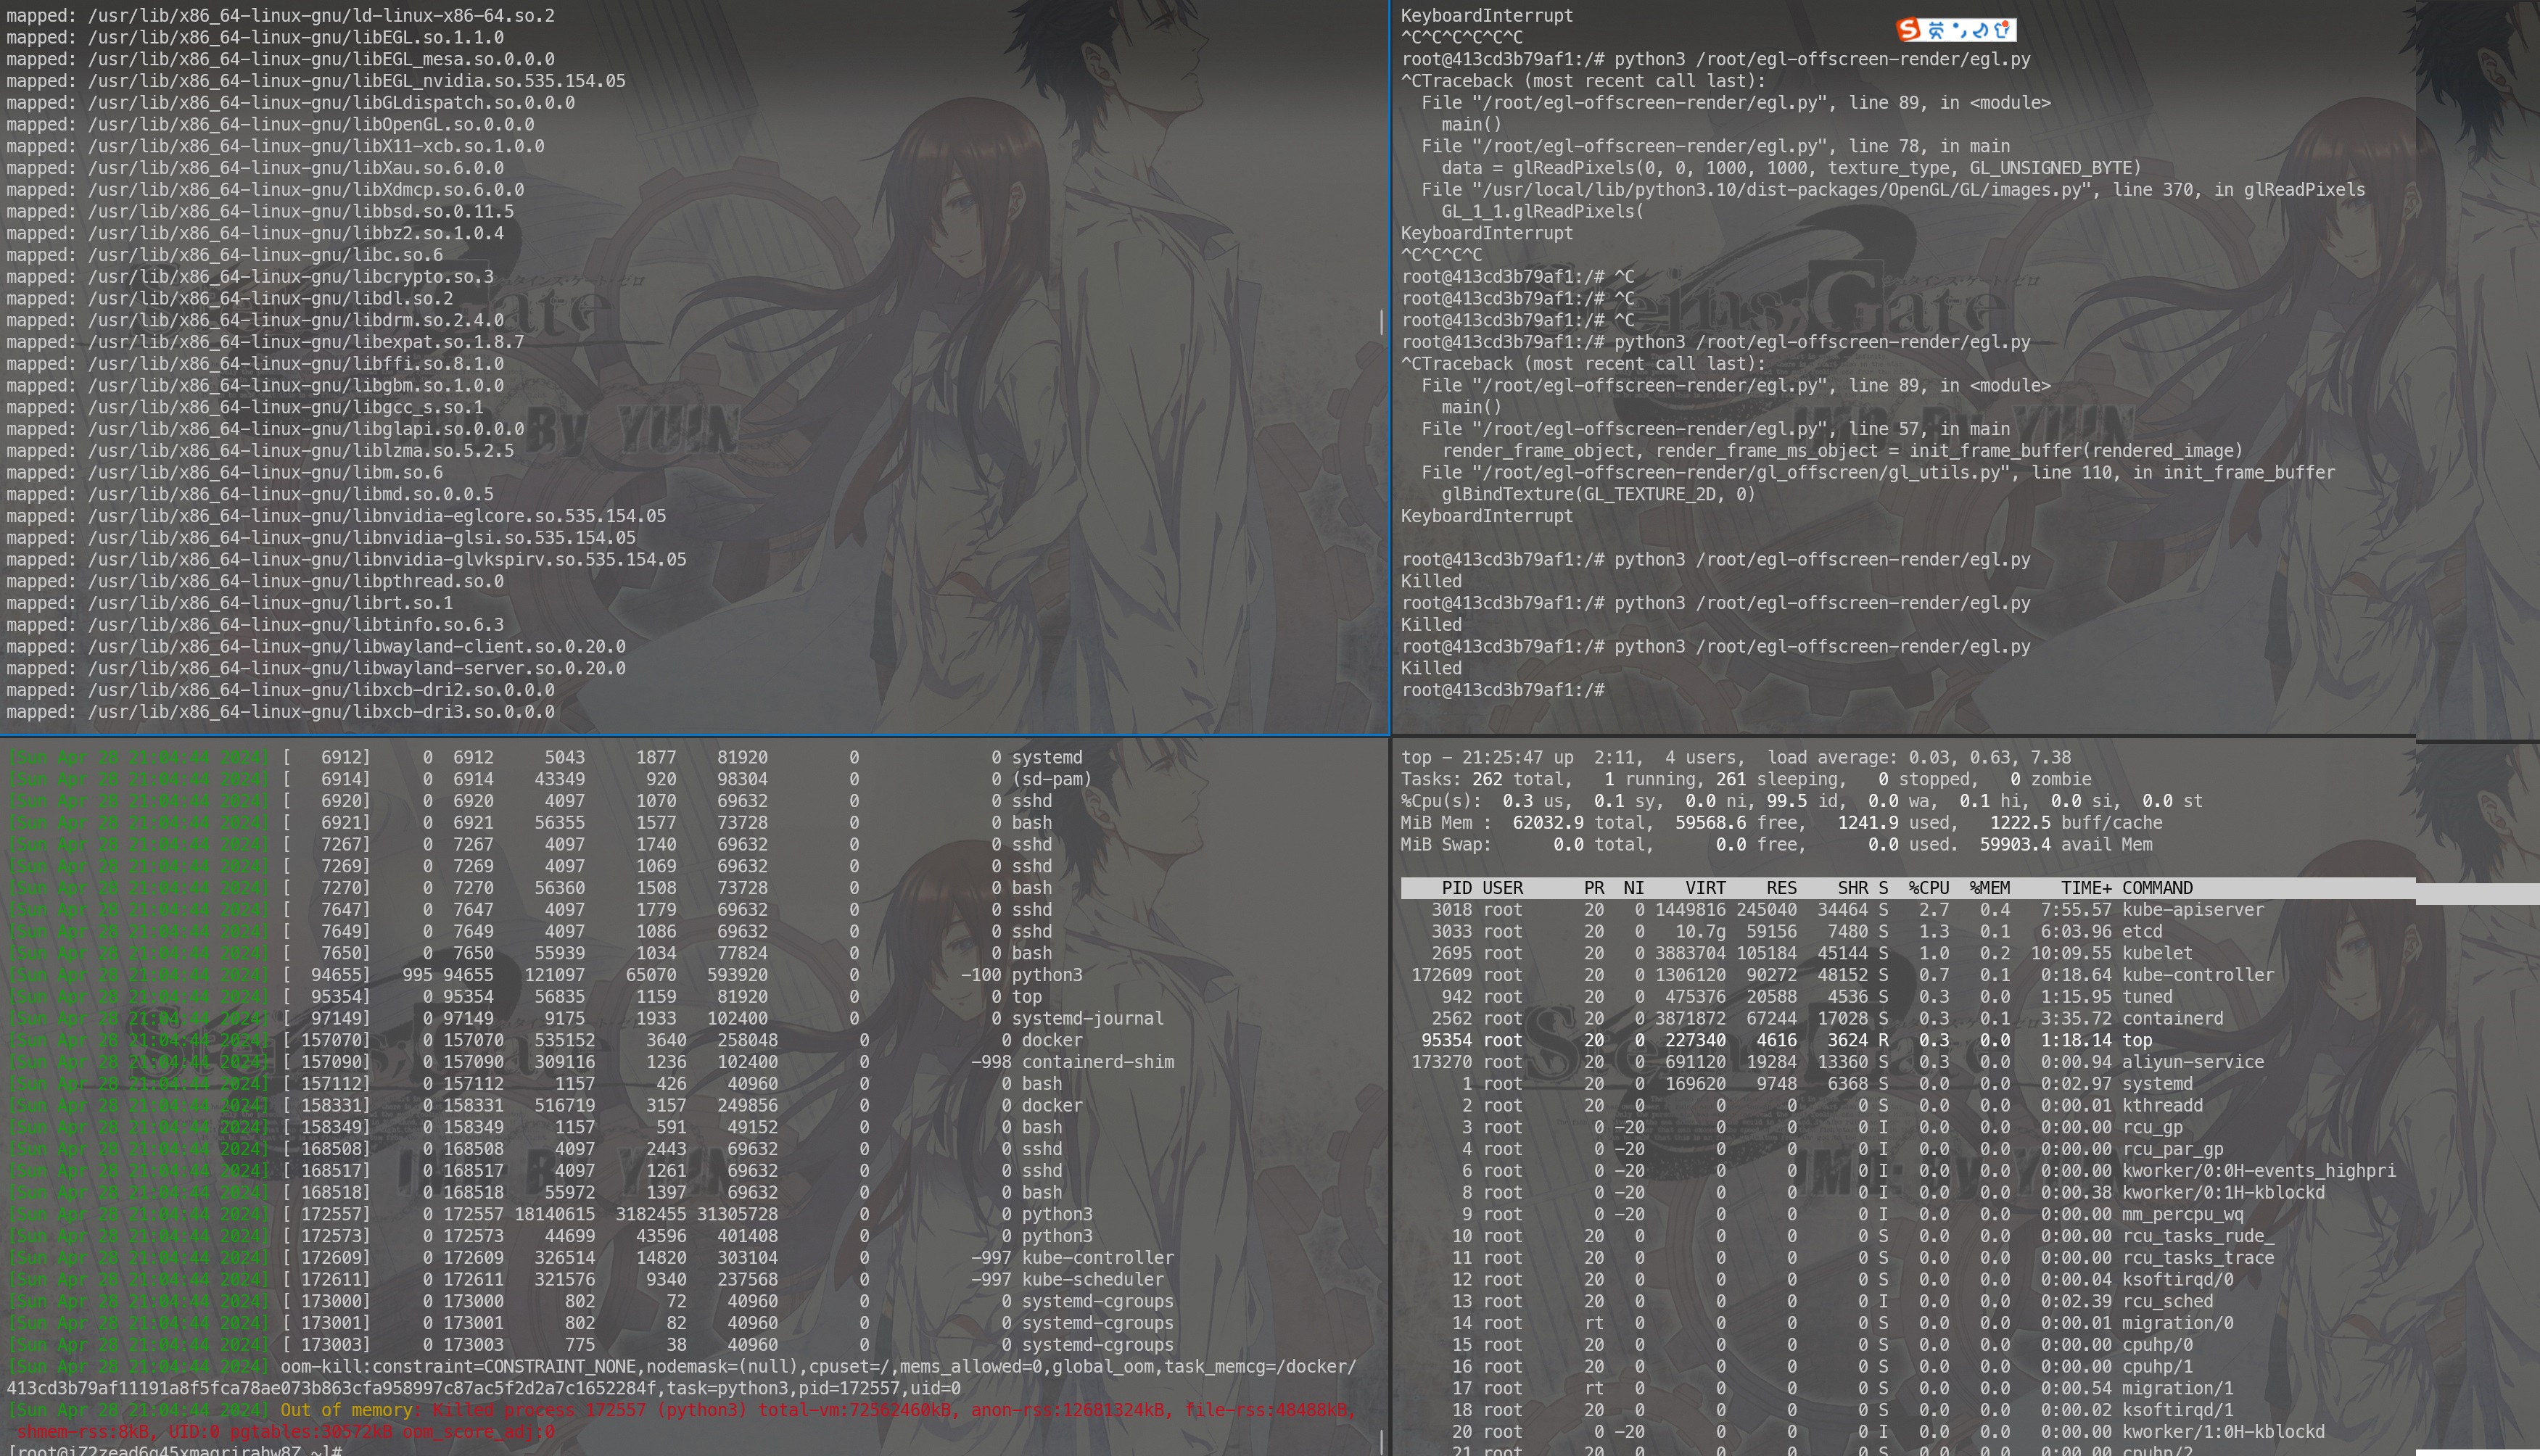 mapped: /usr/lib/x86_64-linux-gnu/ld-linux-x86-64.so.2
mapped: /usr/lib/x86_64-linux-gnu/libEGL.so.1.1.0
mapped: /usr/lib/x86_64-linux-gnu/libEGL_mesa.so.0.0.0
mapped: /usr/lib/x86_64-linux-gnu/libEGL_nvidia.so.535.154.05
mapped: /usr/lib/x86_64-linux-gnu/libGLdispatch.so.0.0.0
mapped: /usr/lib/x86_64-linux-gnu/libOpenGL.so.0.0.0
mapped: /usr/lib/x86_64-linux-gnu/libX11-xcb.so.1.0.0
mapped: /usr/lib/x86_64-linux-gnu/libXau.so.6.0.0
mapped: /usr/lib/x86_64-linux-gnu/libXdmcp.so.6.0.0
mapped: /usr/lib/x86_64-linux-gnu/libbsd.so.0.11.5
mapped: /usr/lib/x86_64-linux-gnu/libbz2.so.1.0.4
mapped: /usr/lib/x86_64-linux-gnu/libc.so.6
mapped: /usr/lib/x86_64-linux-gnu/libcrypto.so.3
mapped: /usr/lib/x86_64-linux-gnu/libdl.so.2
mapped: /usr/lib/x86_64-linux-gnu/libdrm.so.2.4.0
mapped: /usr/lib/x86_64-linux-gnu/libexpat.so.1.8.7
mapped: /usr/lib/x86_64-linux-gnu/libffi.so.8.1.0
mapped: /usr/lib/x86_64-linux-gnu/libgbm.so.1.0.0
mapped: /usr/lib/x86_64-linux-gnu/libgcc_s.so.1
mapped: /usr/lib/x86_64-linux-gnu/libglapi.so.0.0.0
mapped: /usr/lib/x86_64-linux-gnu/liblzma.so.5.2.5
mapped: /usr/lib/x86_64-linux-gnu/libm.so.6
mapped: /usr/lib/x86_64-linux-gnu/libmd.so.0.0.5
mapped: /usr/lib/x86_64-linux-gnu/libnvidia-eglcore.so.535.154.05
mapped: /usr/lib/x86_64-linux-gnu/libnvidia-glsi.so.535.154.05
mapped: /usr/lib/x86_64-linux-gnu/libnvidia-glvkspirv.so.535.154.05
mapped: /usr/lib/x86_64-linux-gnu/libpthread.so.0
mapped: /usr/lib/x86_64-linux-gnu/librt.so.1
mapped: /usr/lib/x86_64-linux-gnu/libtinfo.so.6.3
mapped: /usr/lib/x86_64-linux-gnu/libwayland-client.so.0.20.0
mapped: /usr/lib/x86_64-linux-gnu/libwayland-server.so.0.20.0
mapped: /usr/lib/x86_64-linux-gnu/libxcb-dri2.so.0.0.0
mapped: /usr/lib/x86_64-linux-gnu/libxcb-dri3.so.0.0.0
KeyboardInterrupt
^C^C^C^C^C^C
root@413cd3b79af1:/# python3 /root/egl-offscreen-render/egl.py
^CTraceback (most recent call last):
  File "/root/egl-offscreen-render/egl.py", line 89, in <module>
    main()
  File "/root/egl-offscreen-render/egl.py", line 78, in main
    data = glReadPixels(0, 0, 1000, 1000, texture_type, GL_UNSIGNED_BYTE)
  File "/usr/local/lib/python3.10/dist-packages/OpenGL/GL/images.py", line 370, in glReadPixels
    GL_1_1.glReadPixels(
KeyboardInterrupt
^C^C^C^C
root@413cd3b79af1:/# ^C
root@413cd3b79af1:/# ^C
root@413cd3b79af1:/# ^C
root@413cd3b79af1:/# python3 /root/egl-offscreen-render/egl.py
^CTraceback (most recent call last):
  File "/root/egl-offscreen-render/egl.py", line 89, in <module>
    main()
  File "/root/egl-offscreen-render/egl.py", line 57, in main
    render_frame_object, render_frame_ms_object = init_frame_buffer(rendered_image)
  File "/root/egl-offscreen-render/gl_offscreen/gl_utils.py", line 110, in init_frame_buffer
    glBindTexture(GL_TEXTURE_2D, 0)
KeyboardInterrupt
root@413cd3b79af1:/# python3 /root/egl-offscreen-render/egl.py
Killed
root@413cd3b79af1:/# python3 /root/egl-offscreen-render/egl.py
Killed
root@413cd3b79af1:/# python3 /root/egl-offscreen-render/egl.py
Killed
root@413cd3b79af1:/#
英
[Sun Apr 28 21:04:44 2024] [   6912]     0  6912     5043     1877    81920        0             0 systemd
[Sun Apr 28 21:04:44 2024] [   6914]     0  6914    43349      920    98304        0             0 (sd-pam)
[Sun Apr 28 21:04:44 2024] [   6920]     0  6920     4097     1070    69632        0             0 sshd
[Sun Apr 28 21:04:44 2024] [   6921]     0  6921    56355     1577    73728        0             0 bash
[Sun Apr 28 21:04:44 2024] [   7267]     0  7267     4097     1740    69632        0             0 sshd
[Sun Apr 28 21:04:44 2024] [   7269]     0  7269     4097     1069    69632        0             0 sshd
[Sun Apr 28 21:04:44 2024] [   7270]     0  7270    56360     1508    73728        0             0 bash
[Sun Apr 28 21:04:44 2024] [   7647]     0  7647     4097     1779    69632        0             0 sshd
[Sun Apr 28 21:04:44 2024] [   7649]     0  7649     4097     1086    69632        0             0 sshd
[Sun Apr 28 21:04:44 2024] [   7650]     0  7650    55939     1034    77824        0             0 bash
[Sun Apr 28 21:04:44 2024] [  94655]   995 94655   121097    65070   593920        0          -100 python3
[Sun Apr 28 21:04:44 2024] [  95354]     0 95354    56835     1159    81920        0             0 top
[Sun Apr 28 21:04:44 2024] [  97149]     0 97149     9175     1933   102400        0             0 systemd-journal
[Sun Apr 28 21:04:44 2024] [ 157070]     0 157070   535152     3640   258048        0             0 docker
[Sun Apr 28 21:04:44 2024] [ 157090]     0 157090   309116     1236   102400        0          -998 containerd-shim
[Sun Apr 28 21:04:44 2024] [ 157112]     0 157112     1157      426    40960        0             0 bash
[Sun Apr 28 21:04:44 2024] [ 158331]     0 158331   516719     3157   249856        0             0 docker
[Sun Apr 28 21:04:44 2024] [ 158349]     0 158349     1157      591    49152        0             0 bash
[Sun Apr 28 21:04:44 2024] [ 168508]     0 168508     4097     2443    69632        0             0 sshd
[Sun Apr 28 21:04:44 2024] [ 168517]     0 168517     4097     1261    69632        0             0 sshd
[Sun Apr 28 21:04:44 2024] [ 168518]     0 168518    55972     1397    69632        0             0 bash
[Sun Apr 28 21:04:44 2024] [ 172557]     0 172557 18140615  3182455 31305728        0             0 python3
[Sun Apr 28 21:04:44 2024] [ 172573]     0 172573    44699    43596   401408        0             0 python3
[Sun Apr 28 21:04:44 2024] [ 172609]     0 172609   326514    14820   303104        0          -997 kube-controller
[Sun Apr 28 21:04:44 2024] [ 172611]     0 172611   321576     9340   237568        0          -997 kube-scheduler
[Sun Apr 28 21:04:44 2024] [ 173000]     0 173000      802       72    40960        0             0 systemd-cgroups
[Sun Apr 28 21:04:44 2024] [ 173001]     0 173001      802       82    40960        0             0 systemd-cgroups
[Sun Apr 28 21:04:44 2024] [ 173003]     0 173003      775       38    40960        0             0 systemd-cgroups
[Sun Apr 28 21:04:44 2024] oom-kill:constraint=CONSTRAINT_NONE,nodemask=(null),cpuset=/,mems_allowed=0,global_oom,task_memcg=/docker/
413cd3b79af11191a8f5fca78ae073b863cfa958997c87ac5f2d2a7c1652284f,task=python3,pid=172557,uid=0
[Sun Apr 28 21:04:44 2024] Out of memory: Killed process 172557 (python3) total-vm:72562460kB, anon-rss:12681324kB, file-rss:48488kB,
 shmem-rss:8kB, UID:0 pgtables:30572kB oom_score_adj:0
top - 21:25:47 up  2:11,  4 users,  load average: 0.03, 0.63, 7.38
Tasks: 262 total,   1 running, 261 sleeping,   0 stopped,   0 zombie
%Cpu(s):  0.3 us,  0.1 sy,  0.0 ni, 99.5 id,  0.0 wa,  0.1 hi,  0.0 si,  0.0 st
MiB Mem :  62032.9 total,  59568.6 free,   1241.9 used,   1222.5 buff/cache
MiB Swap:      0.0 total,      0.0 free,      0.0 used.  59903.4 avail Mem
    PID USER      PR  NI    VIRT    RES    SHR S  %CPU  %MEM     TIME+ COMMAND
   3018 root      20   0 1449816 245040  34464 S   2.7   0.4   7:55.57 kube-apiserver
   3033 root      20   0   10.7g  59156   7480 S   1.3   0.1   6:03.96 etcd
   2695 root      20   0 3883704 105184  45144 S   1.0   0.2  10:09.55 kubelet
 172609 root      20   0 1306120  90272  48152 S   0.7   0.1   0:18.64 kube-controller
    942 root      20   0  475376  20588   4536 S   0.3   0.0   1:15.95 tuned
   2562 root      20   0 3871872  67244  17028 S   0.3   0.1   3:35.72 containerd
  95354 root      20   0  227340   4616   3624 R   0.3   0.0   1:18.14 top
 173270 root      20   0  691120  19284  13360 S   0.3   0.0   0:00.94 aliyun-service
      1 root      20   0  169620   9748   6368 S   0.0   0.0   0:02.97 systemd
      2 root      20   0       0      0      0 S   0.0   0.0   0:00.01 kthreadd
      3 root       0 -20       0      0      0 I   0.0   0.0   0:00.00 rcu_gp
      4 root       0 -20       0      0      0 I   0.0   0.0   0:00.00 rcu_par_gp
      6 root       0 -20       0      0      0 I   0.0   0.0   0:00.00 kworker/0:0H-events_highpri
      8 root       0 -20       0      0      0 I   0.0   0.0   0:00.38 kworker/0:1H-kblockd
      9 root       0 -20       0      0      0 I   0.0   0.0   0:00.00 mm_percpu_wq
     10 root      20   0       0      0      0 S   0.0   0.0   0:00.00 rcu_tasks_rude_
     11 root      20   0       0      0      0 S   0.0   0.0   0:00.00 rcu_tasks_trace
     12 root      20   0       0      0      0 S   0.0   0.0   0:00.04 ksoftirqd/0
     13 root      20   0       0      0      0 I   0.0   0.0   0:02.39 rcu_sched
     14 root      rt   0       0      0      0 S   0.0   0.0   0:00.01 migration/0
     15 root      20   0       0      0      0 S   0.0   0.0   0:00.00 cpuhp/0
     16 root      20   0       0      0      0 S   0.0   0.0   0:00.00 cpuhp/1
     17 root      rt   0       0      0      0 S   0.0   0.0   0:00.54 migration/1
     18 root      20   0       0      0      0 S   0.0   0.0   0:00.02 ksoftirqd/1
     20 root       0 -20       0      0      0 I   0.0   0.0   0:00.00 kworker/1:0H-kblockd
     21 root      20   0       0      0      0 S   0.0   0.0   0:00.00 cpuhp/2